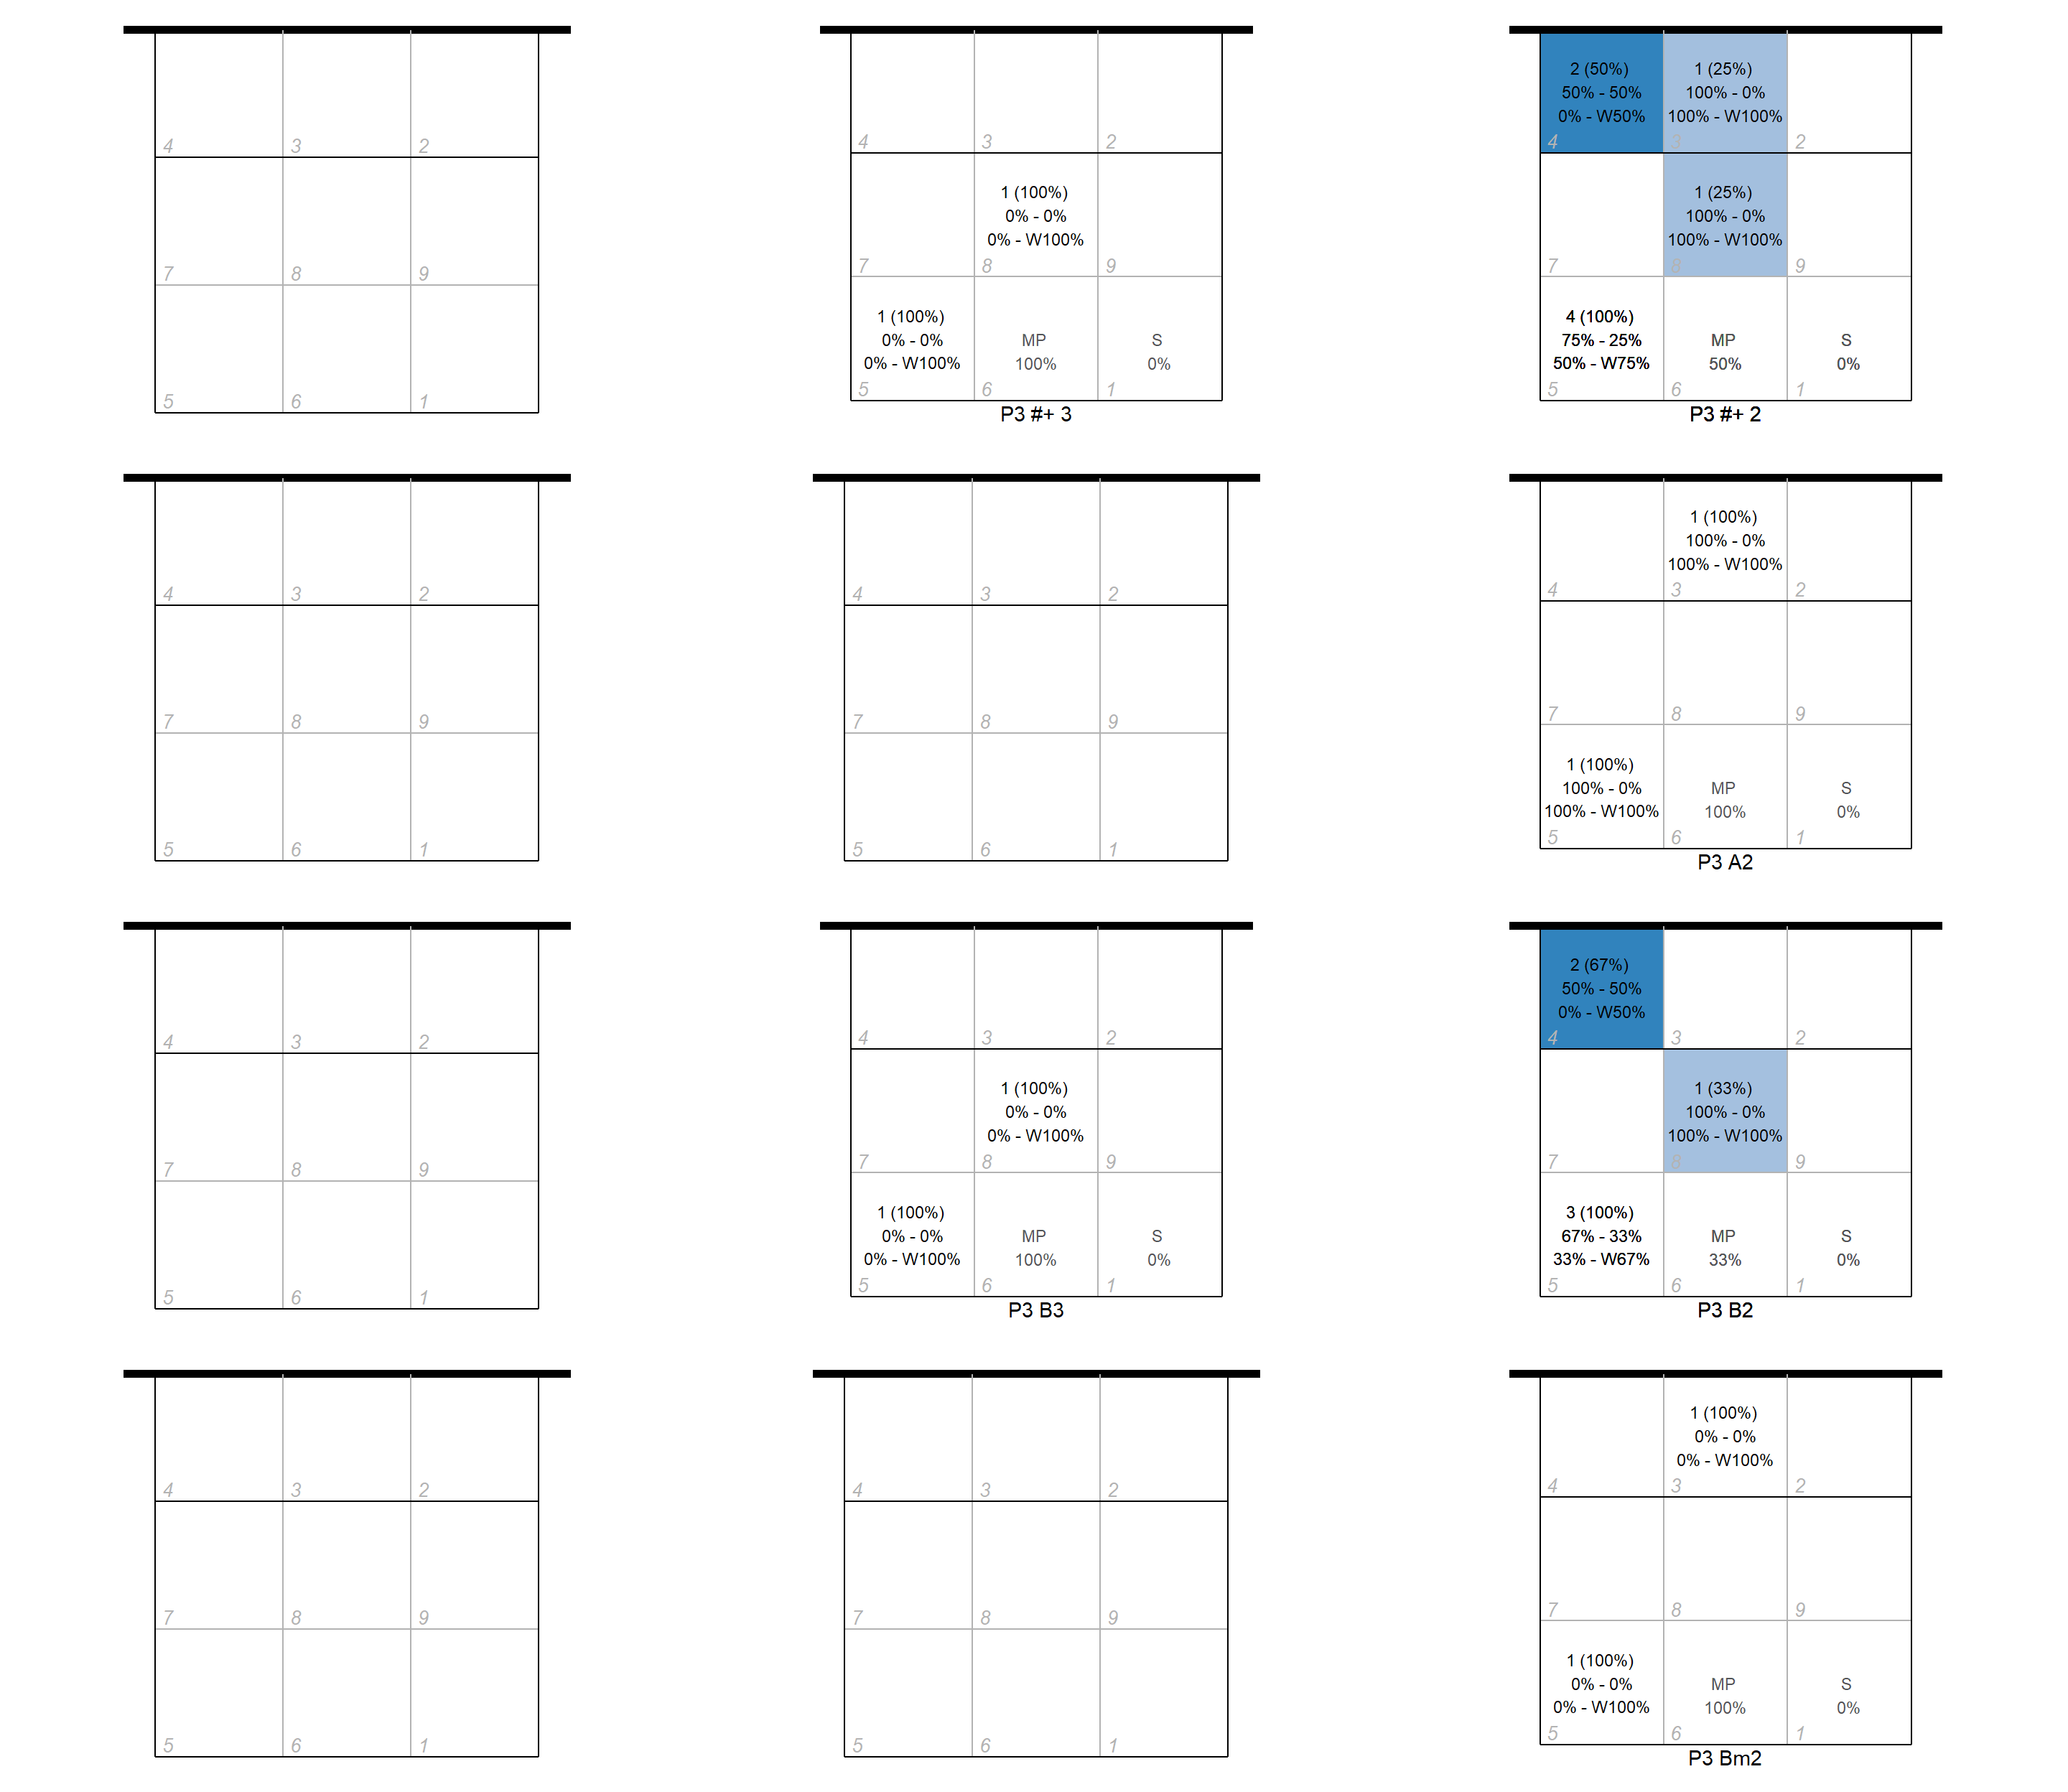 4 3 2
7 8 9
5 6 1
4 3 2
1 (100%)
0% - 0%
0% - W100%
7 8 9
1 (100%)
0% - 0%
0% - W100%
MP
100%
S
0%
5 6 1
P3 #+ 3
2 (50%)
50% - 50%
0% - W50%
1 (25%)
100% - 0%
100% - W100%
4 3 2
1 (25%)
100% - 0%
100% - W100%
7 8 9
4 (100%)
75% - 25%
50% - W75%
MP
50%
S
0%
5 6 1
P3 #+ 2
4 3 2
7 8 9
5 6 1
4 3 2
7 8 9
5 6 1
1 (100%)
100% - 0%
100% - W100%
4 3 2
7 8 9
1 (100%)
100% - 0%
100% - W100%
MP
100%
S
0%
5 6 1
P3 A2
4 3 2
7 8 9
5 6 1
4 3 2
1 (100%)
0% - 0%
0% - W100%
7 8 9
1 (100%)
0% - 0%
0% - W100%
MP
100%
S
0%
5 6 1
P3 B3
2 (67%)
50% - 50%
0% - W50%
4 3 2
1 (33%)
100% - 0%
100% - W100%
7 8 9
3 (100%)
67% - 33%
33% - W67%
MP
33%
S
0%
5 6 1
P3 B2
4 3 2
7 8 9
5 6 1
4 3 2
7 8 9
5 6 1
1 (100%)
0% - 0%
0% - W100%
4 3 2
7 8 9
1 (100%)
0% - 0%
0% - W100%
MP
100%
S
0%
5 6 1
P3 Bm2